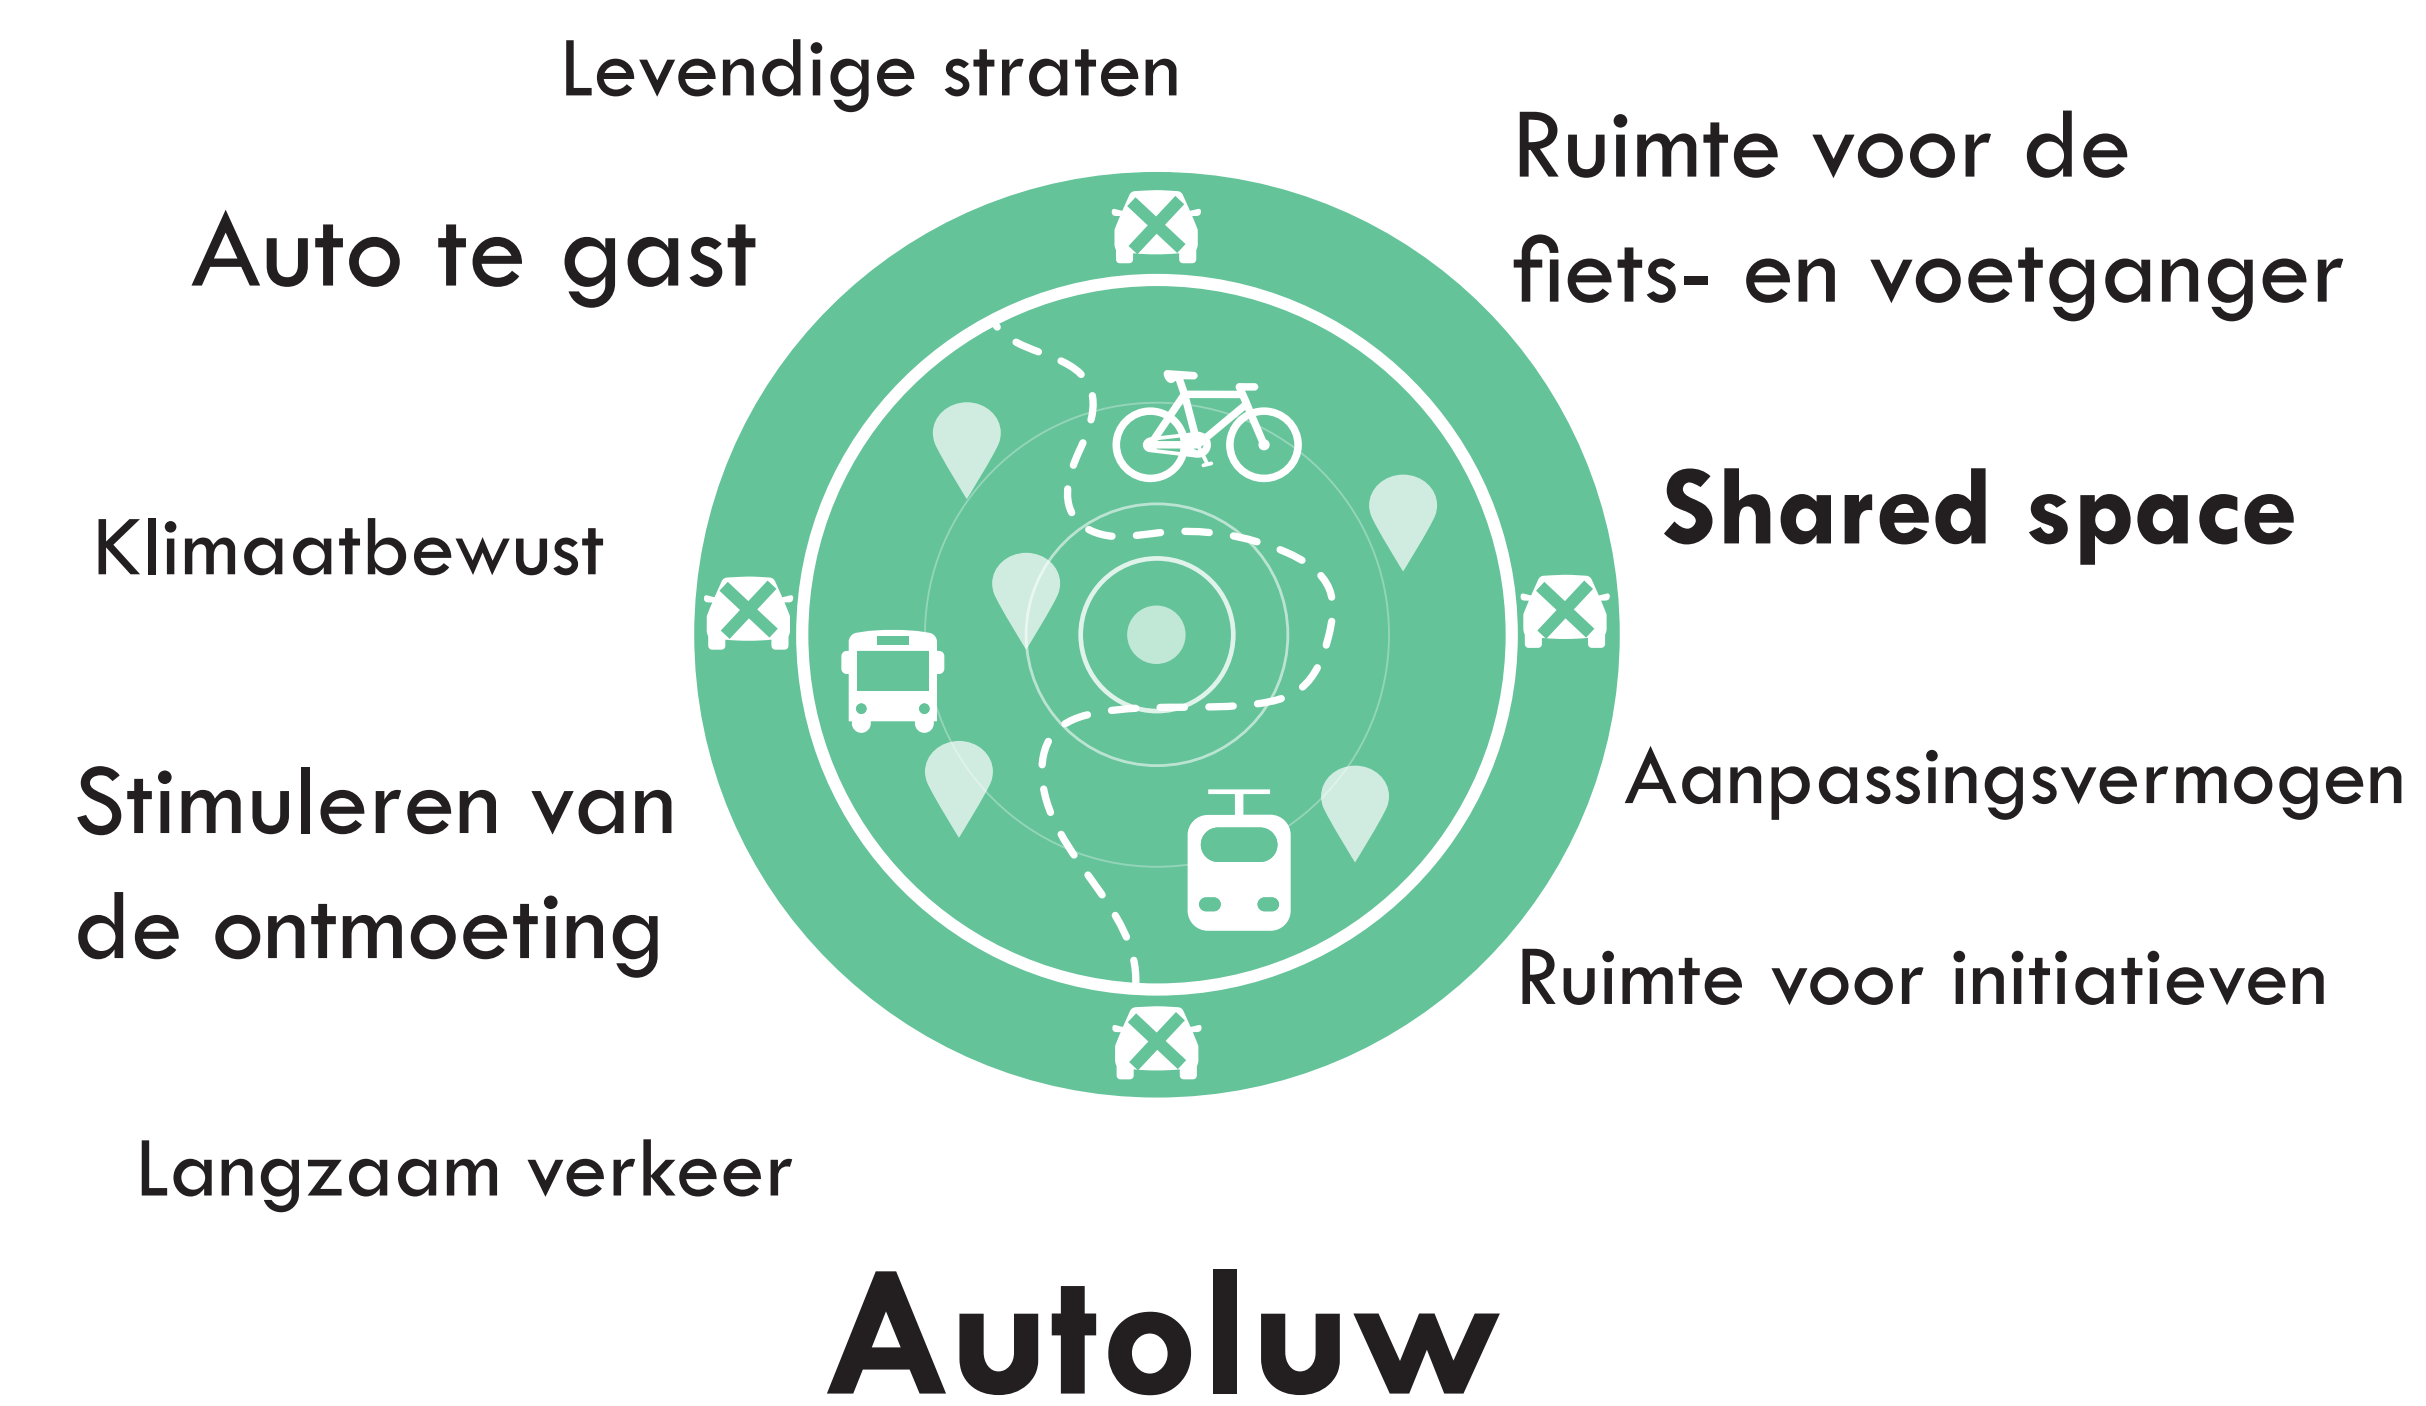 Levendige straten
Ruimte voor de
fiets- en voetganger
Auto te gast
Shared space
Klimaatbewust
Aanpassingsvermogen
Stimuleren van
de ontmoeting
Ruimte voor initiatieven
Langzaam verkeer
Autoluw